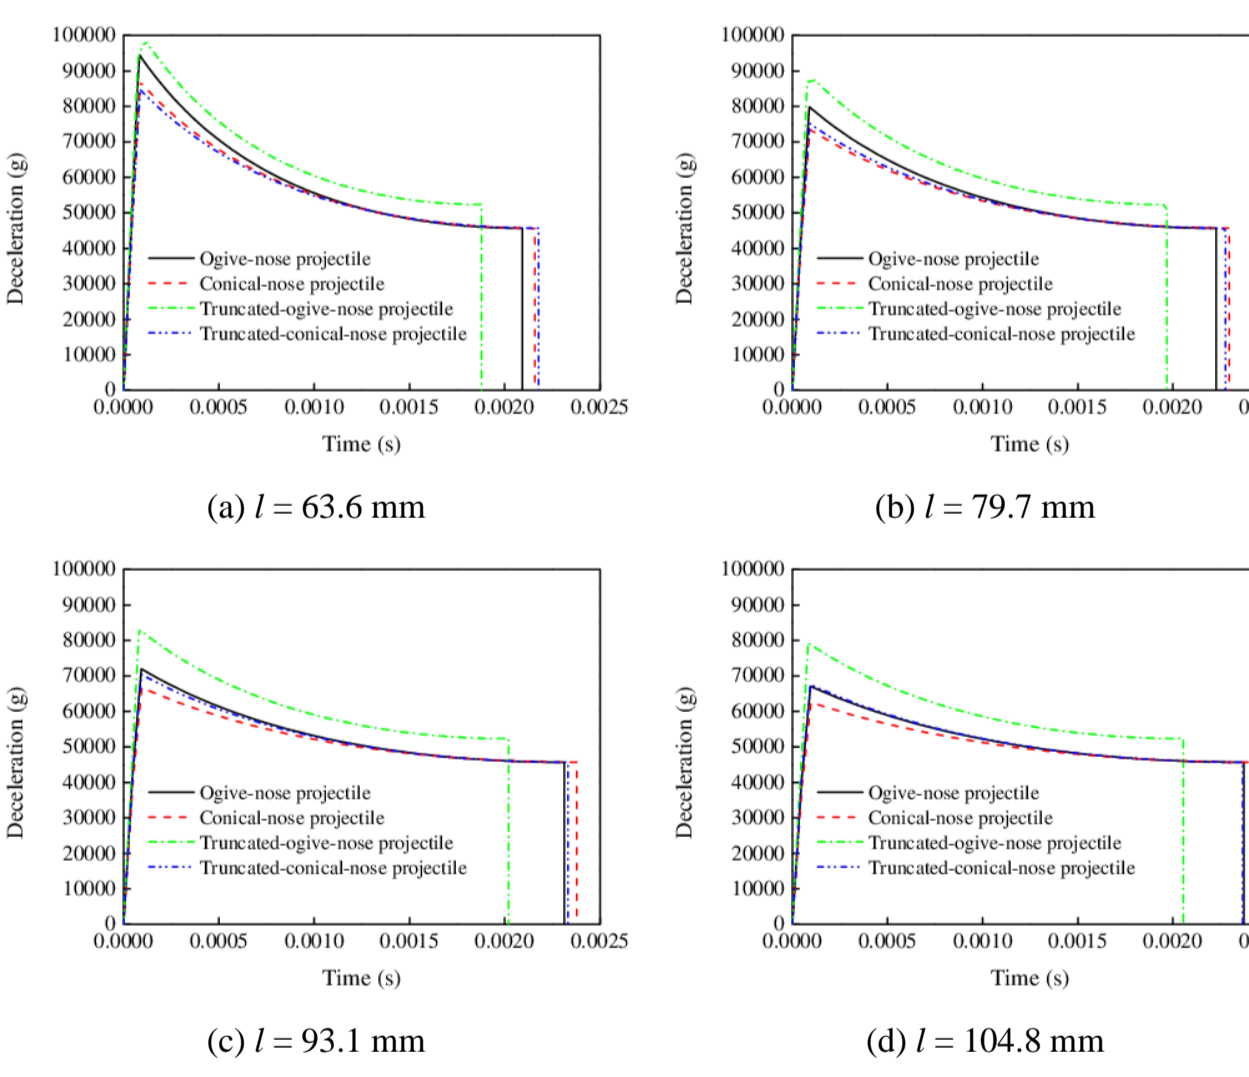 100000
90000
80000
70000
60000
50000
40000
30000
20000
10000
0
Deceleration (g)
Ogive-nose projectile
Conical-nose projectile
Truncated-ogive-nose projectile
Truncated-conical-nose projectile
0.0000 0.0005 0.0010 0.0015 0.0020 0.0025
Time (s)
(a) l = 63.6 mm
100000
90000
80000
70000
60000
50000
40000
30000
20000
10000
0
Deceleration (g)
Ogive-nose projectile
Conical-nose projectile
Truncated-ogive-nose projectile
Truncated-conical-nose projectile
0.0000 0.0005 0.0010 0.0015 0.0020 0
Time (s)
(b) l = 79.7 mm
100000
90000
80000
70000
60000
50000
40000
30000
20000
10000
0
Deceleration (g)
Ogive-nose projectile
Conical-nose projectile
Truncated-ogive-nose projectile
Truncated-conical-nose projectile
0.0000 0.0005 0.0010 0.0015 0.0020 0.0025
Time (s)
(c) l = 93.1 mm
100000
90000
80000
70000
60000
50000
40000
30000
20000
10000
0
Deceleration (g)
Ogive-nose projectile
Conical-nose projectile
Truncated-ogive-nose projectile
Truncated-conical-nose projectile
0.0000 0.0005 0.0010 0.0015 0.0020 0
Time (s)
(d) l = 104.8 mm